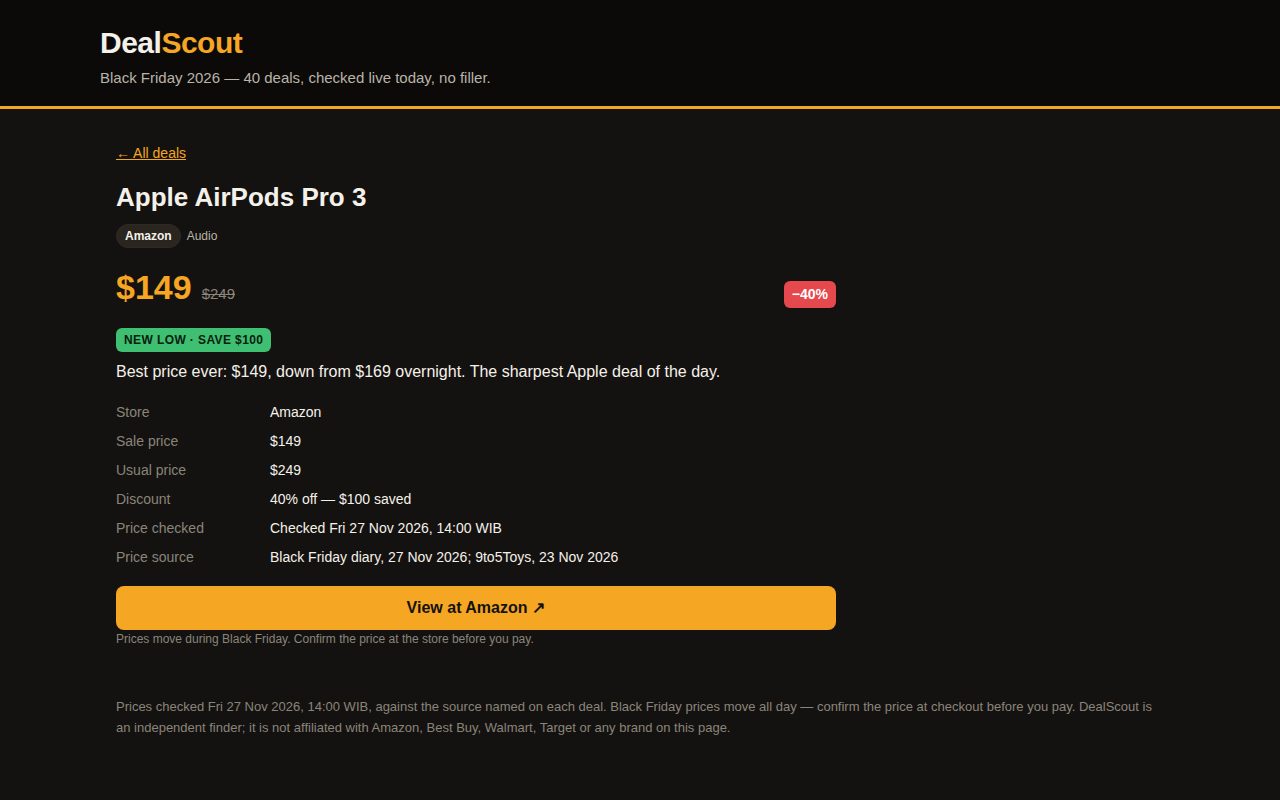 DealScout
Black Friday 2026 — 40 deals, checked live today, no filler.
← All deals
Apple AirPods Pro 3
Amazon Audio
$149 $249 −40%
NEW LOW · SAVE $100
Best price ever: $149, down from $169 overnight. The sharpest Apple deal of the day.
Store Amazon
Sale price $149
Usual price $249
Discount 40% off — $100 saved
Price checked Checked Fri 27 Nov 2026, 14:00 WIB
Price source Black Friday diary, 27 Nov 2026; 9to5Toys, 23 Nov 2026
View at Amazon ↗
Prices move during Black Friday. Confirm the price at the store before you pay.
Prices checked Fri 27 Nov 2026, 14:00 WIB, against the source named on each deal. Black Friday prices move all day — confirm the price at checkout before you pay. DealScout is
an independent finder; it is not affiliated with Amazon, Best Buy, Walmart, Target or any brand on this page.